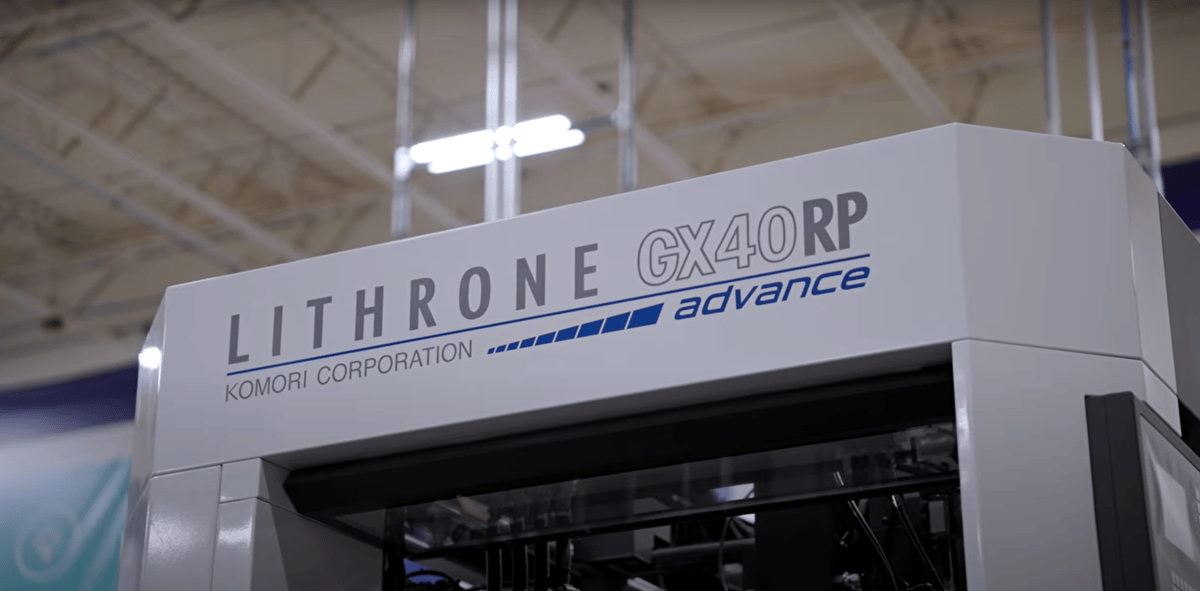 LITHRONE GX40RP
KOMORI CORPORATION advance